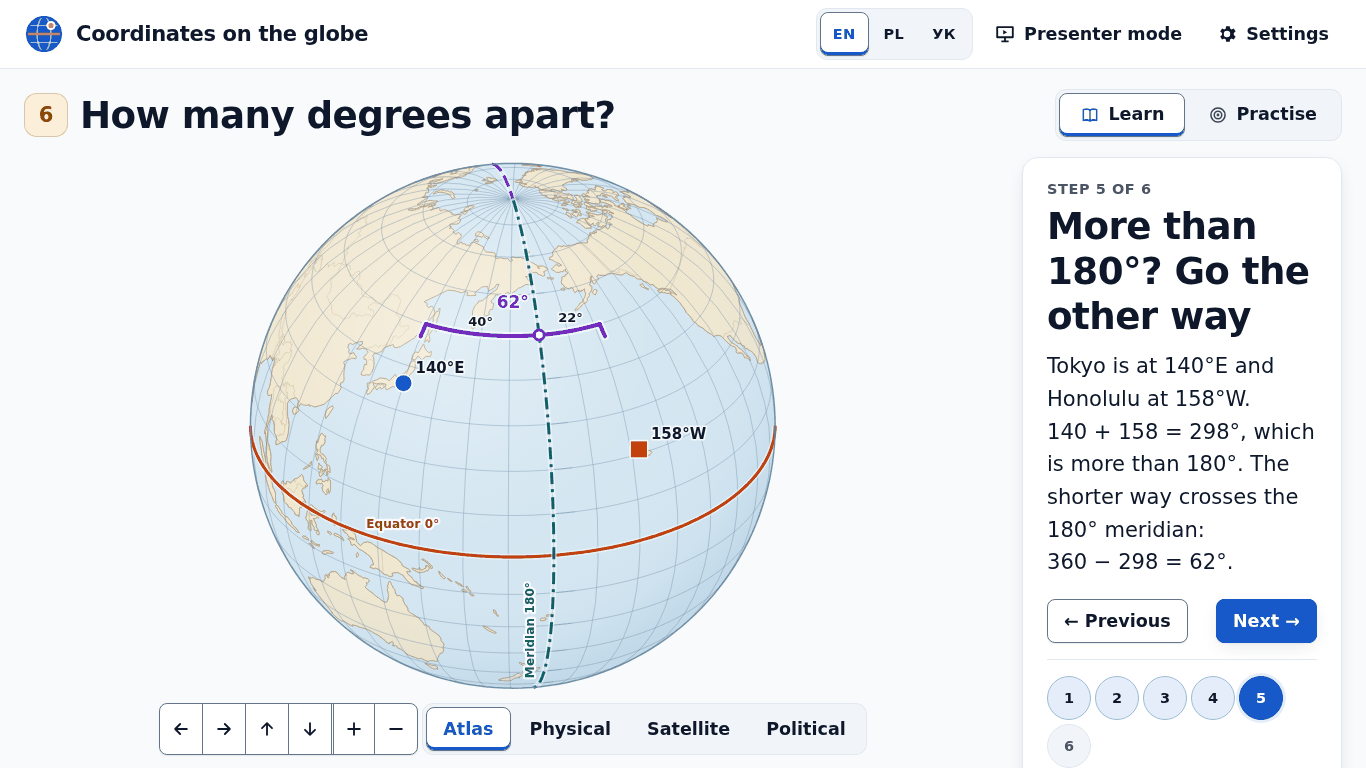 Coordinates on the globe
EN
PL
УК
Presenter mode
Settings
6
How many degrees apart?
Learn
Practise
62°
40°
22°
140°E
158°W
Equator 0°
Meridian 180°
STEP 5 OF 6
More than
180°? Go the
other way
Tokyo is at 140°E and
Honolulu at 158°W.
140 + 158 = 298°, which
is more than 180°. The
shorter way crosses the
180° meridian:
360 − 298 = 62°.
← Previous
Next →
1
2
3
4
5
6
← → ↑ ↓ + −
Atlas
Physical
Satellite
Political